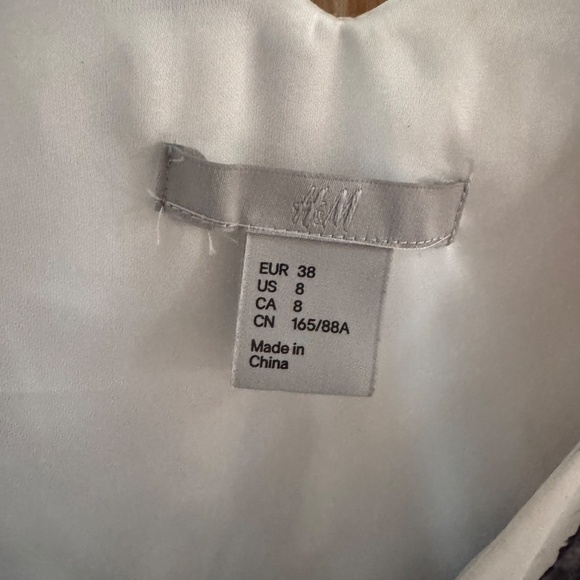 H&M
EUR 38
US 8
CA 8
CN 165/88A
Made in
China